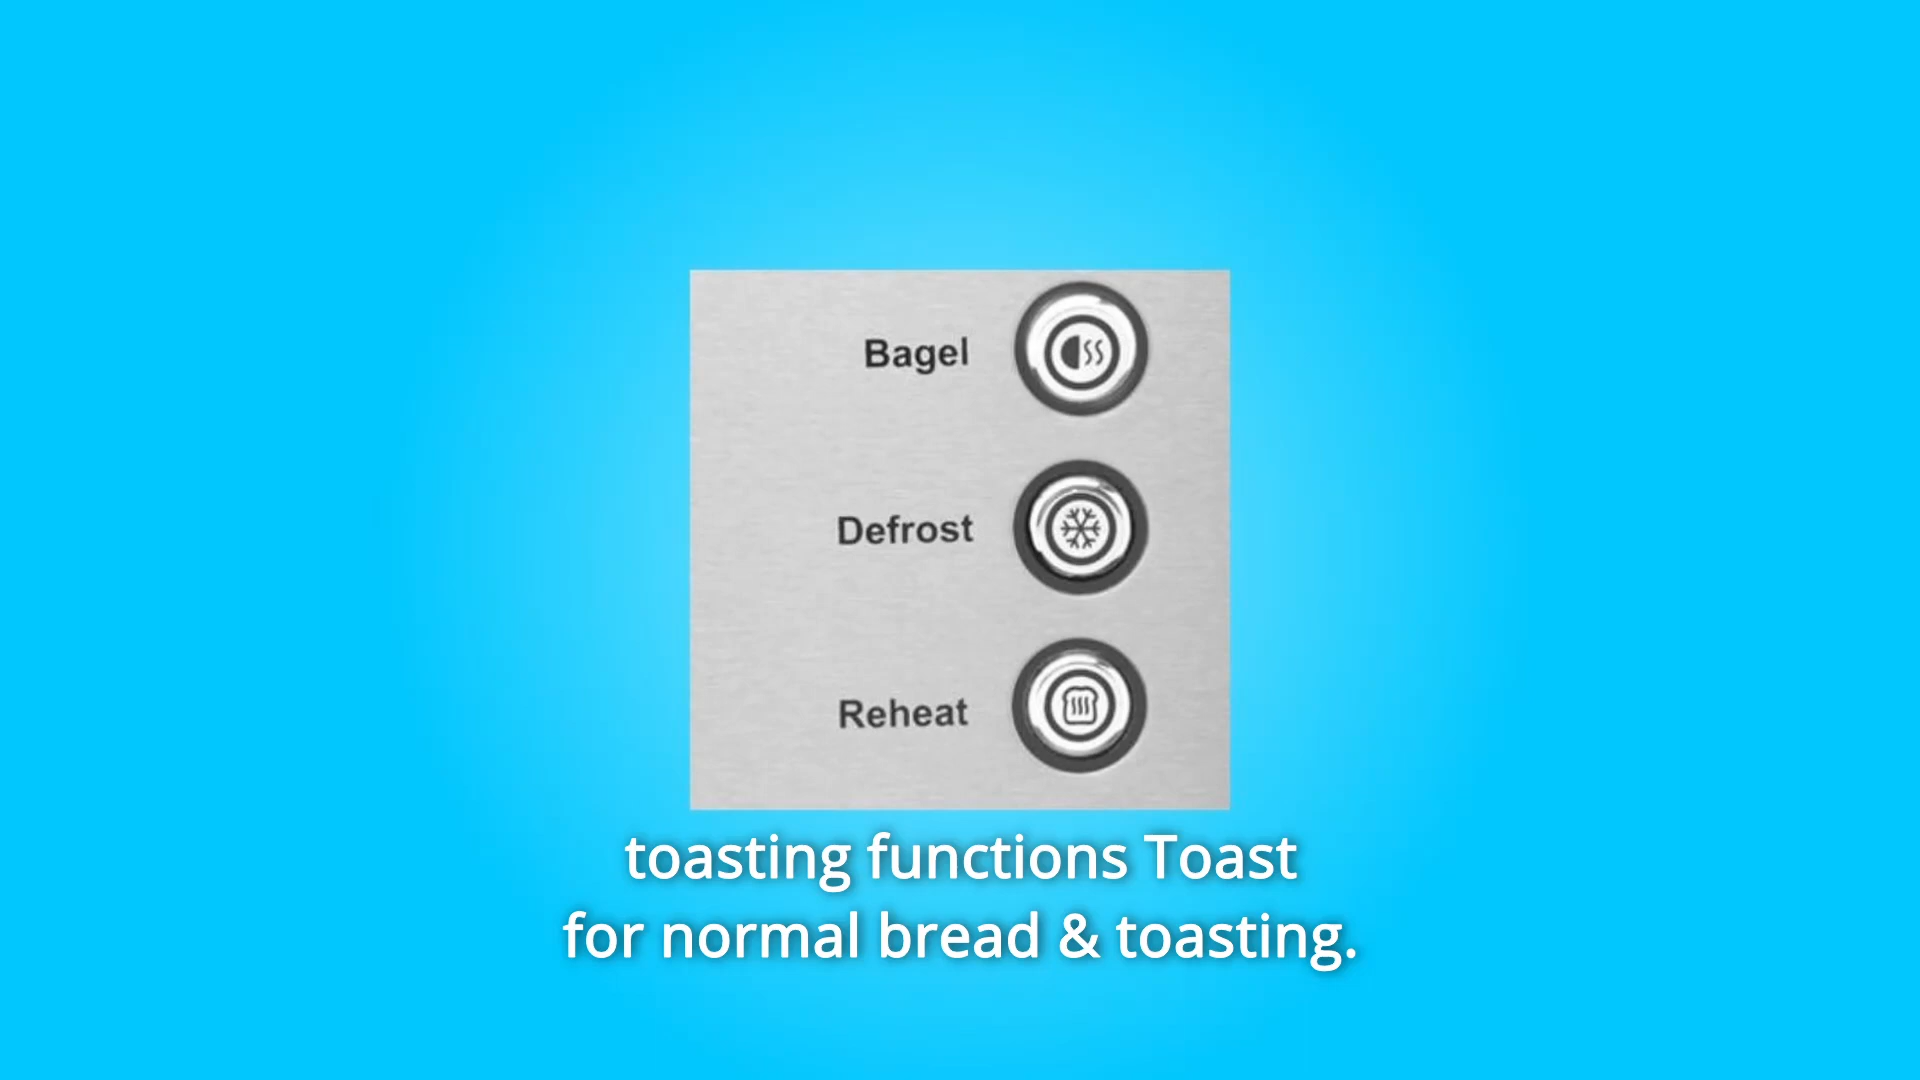 Bagel
Defrost
Reheat
toasting functions Toast
for normal bread & toasting.